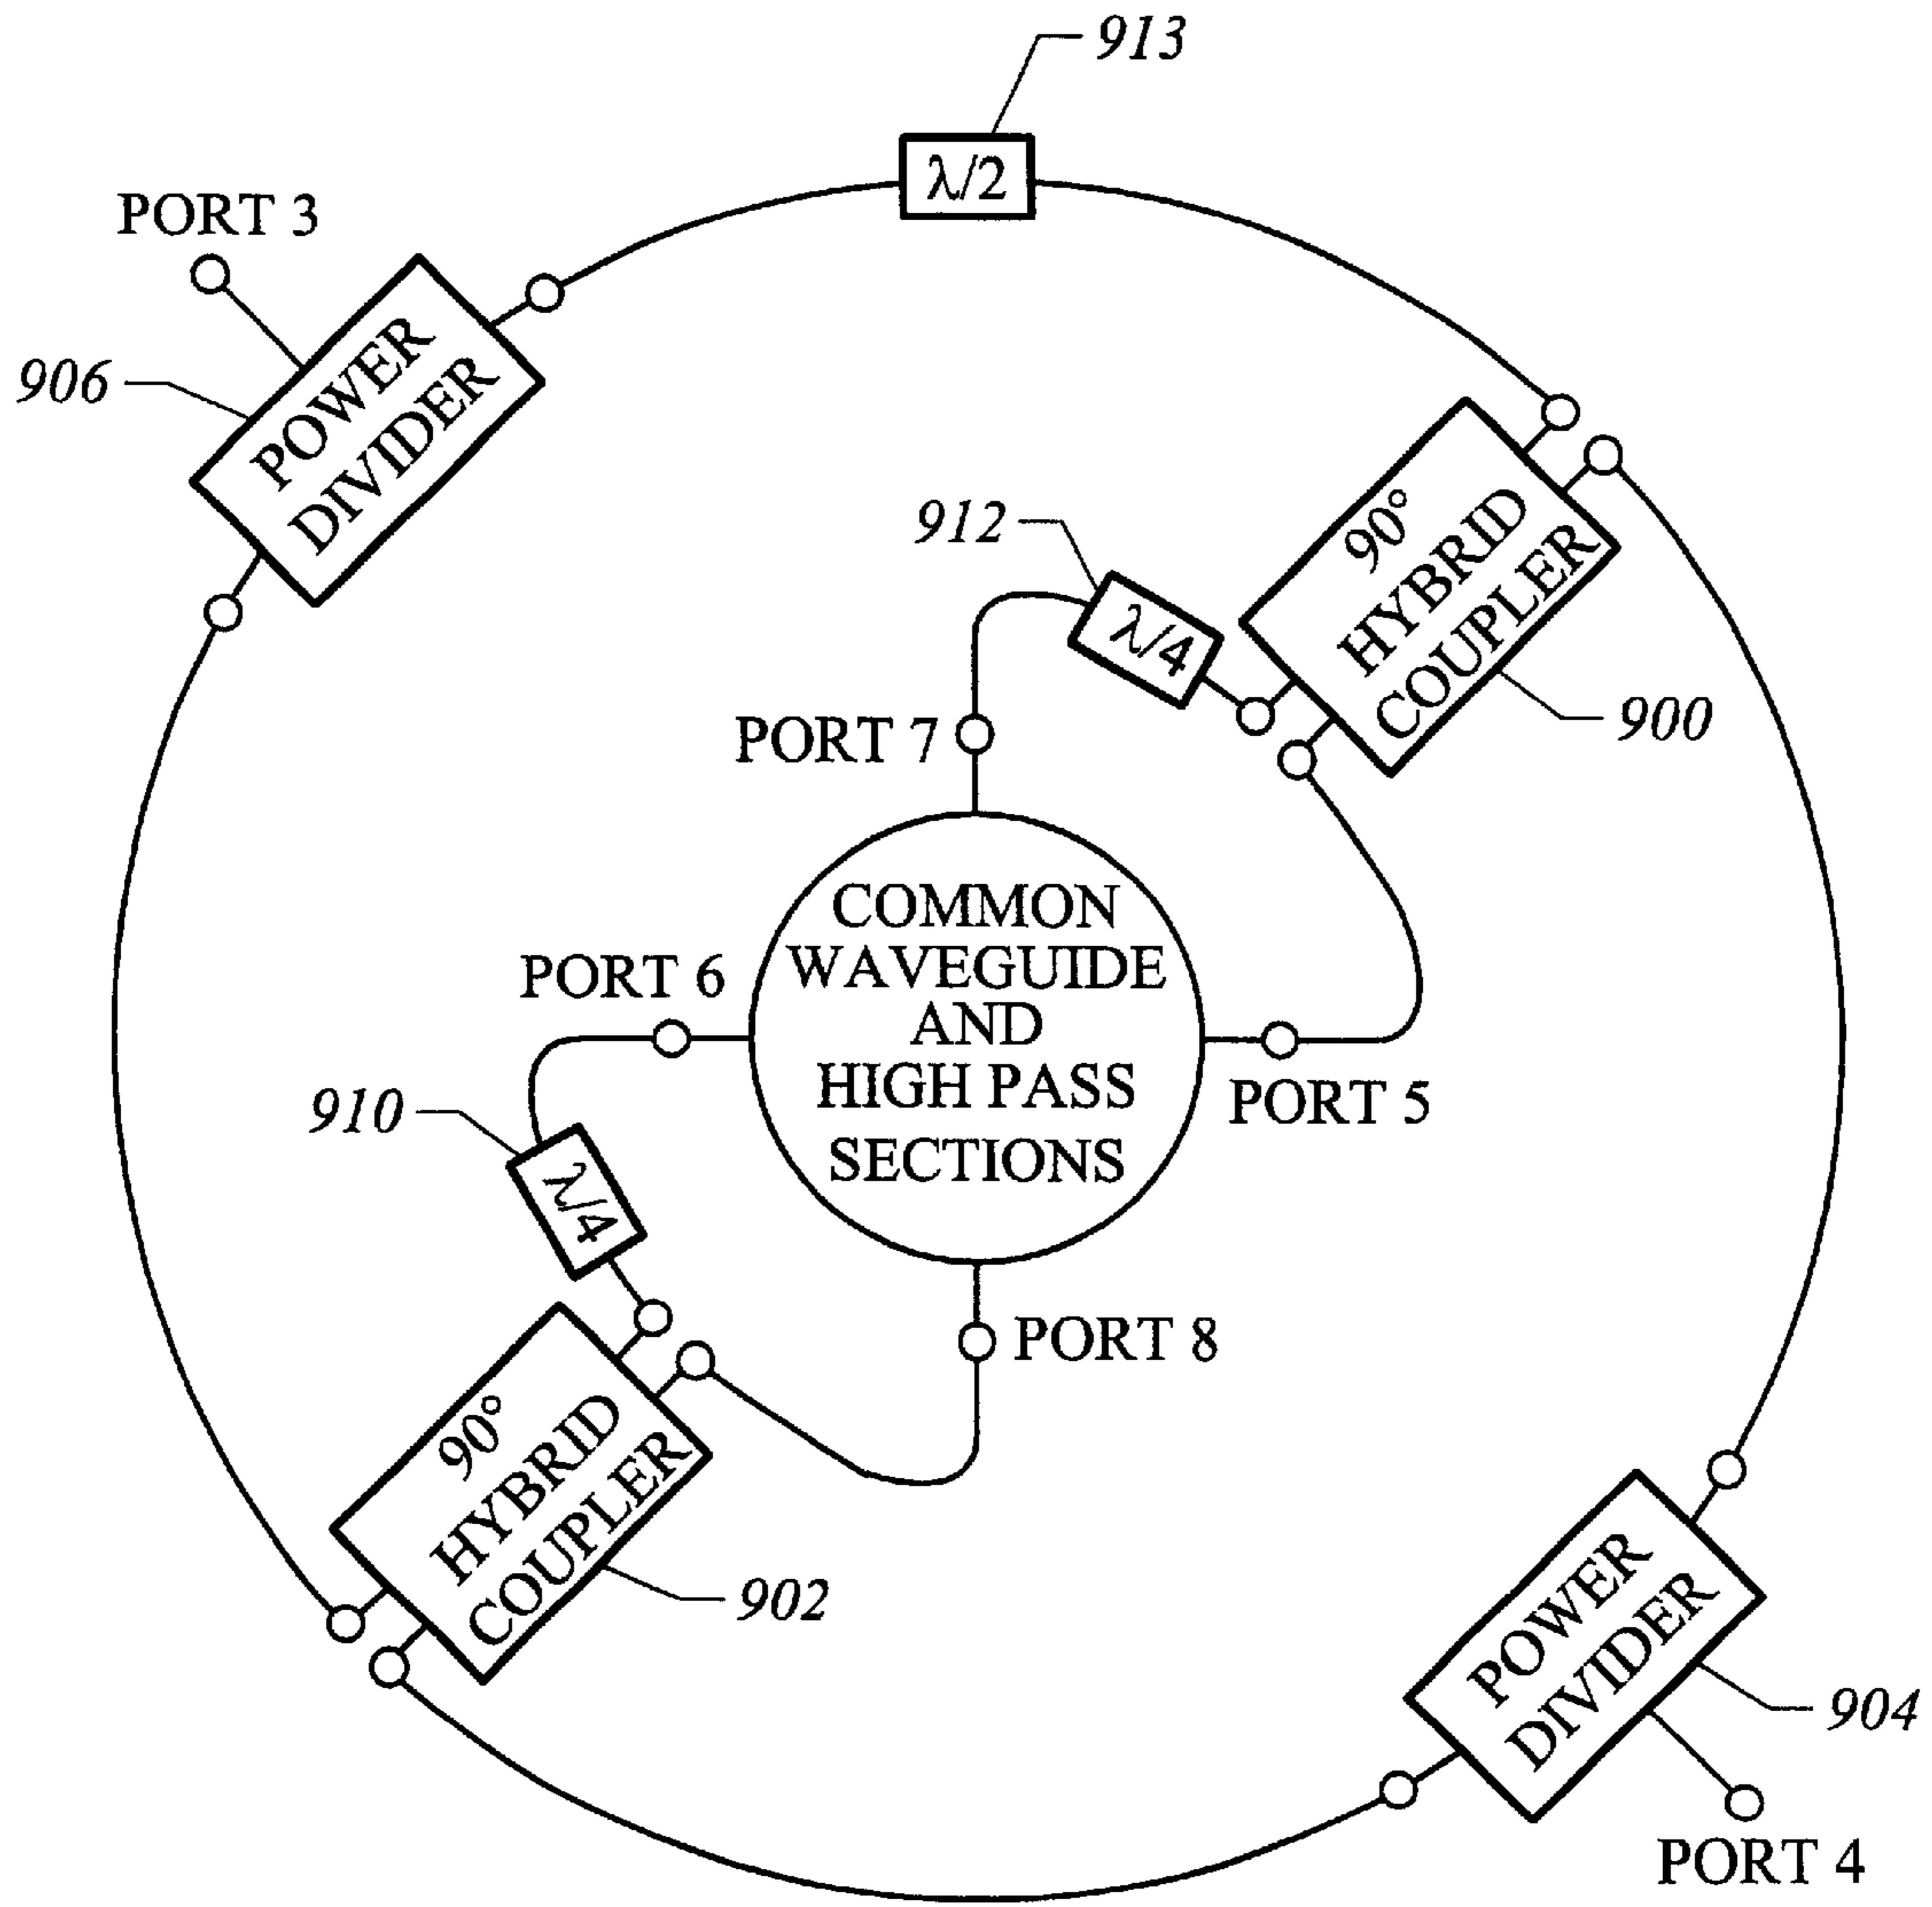 913
λ/2
PORT 3
906
POWER
DIVIDER
912
λ/4
90°
HYBRID
COUPLER
900
PORT 7
COMMON
WAVEGUIDE
AND
HIGH PASS
SECTIONS
PORT 6
PORT 5
910
λ/4
PORT 8
90°
HYBRID
COUPLER
902
POWER
DIVIDER
904
PORT 4